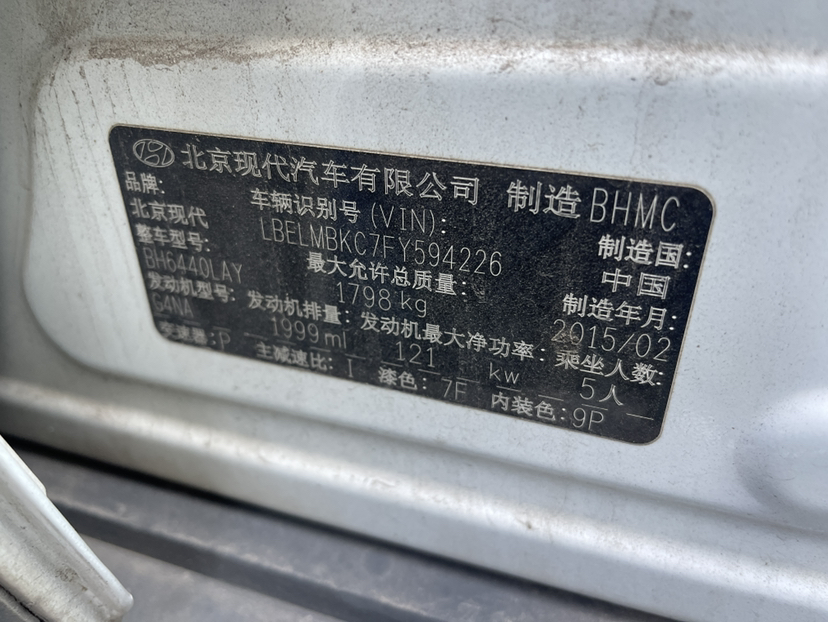 北京现代汽车有限公司 制造 BHMC
品牌: 车辆识别号(VIN): 制造国:
北京现代 LBELMBKC7FY594226 中国
整车型号: 最大允许总质量: 制造年月:
BH6440LAY 1798 kg 2015/02
发动机型号: 发动机排量: 发动机最大净功率: 乘坐人数:
G4NA 1999 ml 121 kw 5人
变速器:P 主减速比: I 漆色: 7F 内装色:9P